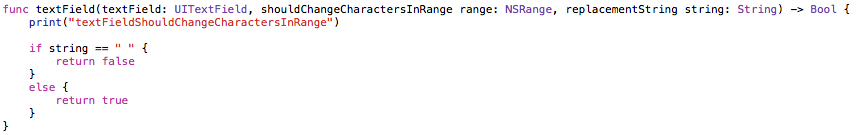 func textField(textField: UITextField, shouldChangeCharactersInRange range: NSRange, replacementString string: String) -> Bool {
    print("textFieldShouldChangeCharactersInRange")

    if string == " " {
        return false
    }
    else {
        return true
    }
}